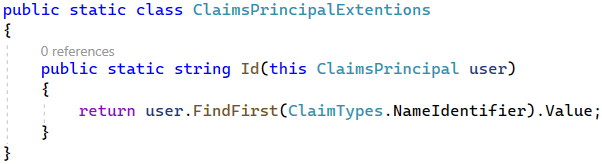 public static class ClaimsPrincipalExtentions
{
0 references
public static string Id(this ClaimsPrincipal user)
{
return user.FindFirst(ClaimTypes.NameIdentifier).Value;
}
}